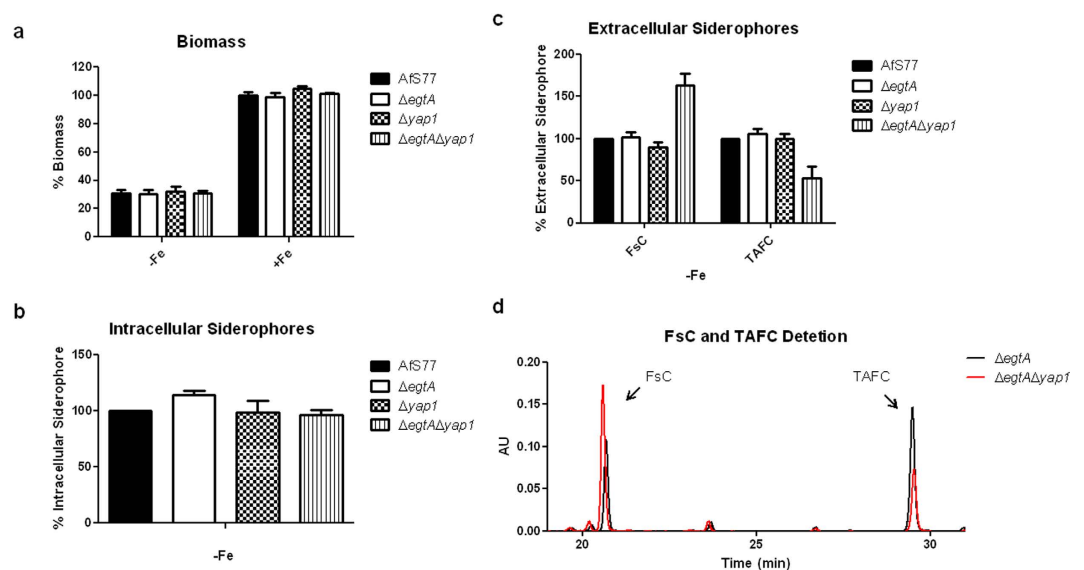 a
Biomass
% Biomass
120
100
80
60
40
20
0
-Fe
+Fe
AfS77
ΔegtA
Δyap1
ΔegtAΔyap1
b
Intracellular Siderophores
% Intracellular Siderophore
150
100
50
0
-Fe
AfS77
ΔegtA
Δyap1
ΔegtAΔyap1
c
Extracellular Siderophores
% Extracellular Siderophore
200
150
100
50
0
FsC
TAFC
-Fe
AfS77
ΔegtA
Δyap1
ΔegtAΔyap1
d
FsC and TAFC Detetion
AU
0.20
0.15
0.10
0.05
0.00
20
25
30
Time (min)
FsC
TAFC
ΔegtA
ΔegtAΔyap1